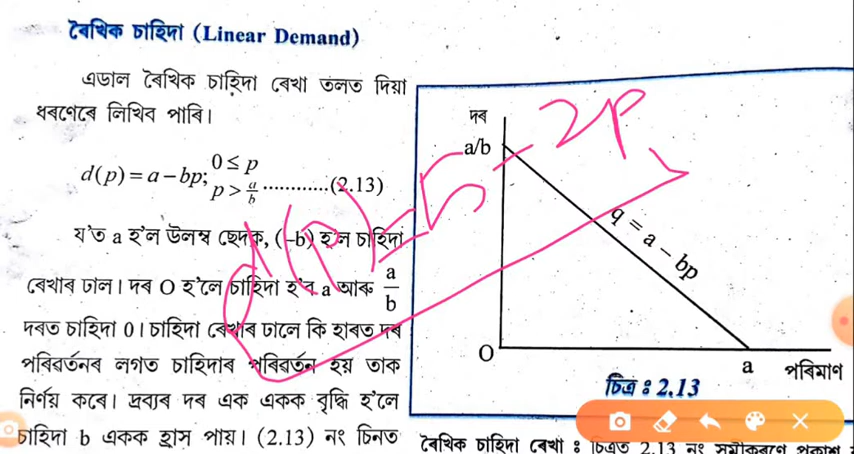 ৰৈখিক চাহিদা (Linear Demand)
এডাল ৰৈখিক চাহিদা ৰেখা তলত দিয়া
ধৰণেৰে লিখিব পাৰি।
d(p) = a – bp; 0 ≤ p
p > a/b ............(2.13)
য'ত a হ'ল উলম্ব ছেদক, (–b) হ'ল চাহিদা
ৰেখাৰ ঢাল। দৰ O হ'লে চাহিদা হ'ব a আৰু a/b
দৰত চাহিদা 0। চাহিদা ৰেখাৰ ঢালে কি হাৰত দৰ
পৰিৱৰ্তনৰ লগত চাহিদাৰ পৰিৱৰ্তন হয় তাক
নিৰ্ণয় কৰে। দ্ৰব্যৰ দৰ এক একক বৃদ্ধি হ'লে
চাহিদা b একক হ্ৰাস পায়। (2.13) নং চিনত
দৰ
a/b
q = a – bp
O
a
পৰিমাণ
চিত্ৰ ঃ 2.13
ৰৈখিক চাহিদা ৰেখা ঃ চিত্ৰত 2.13 নং সমীকৰণে
d(p) = 5 – 2p